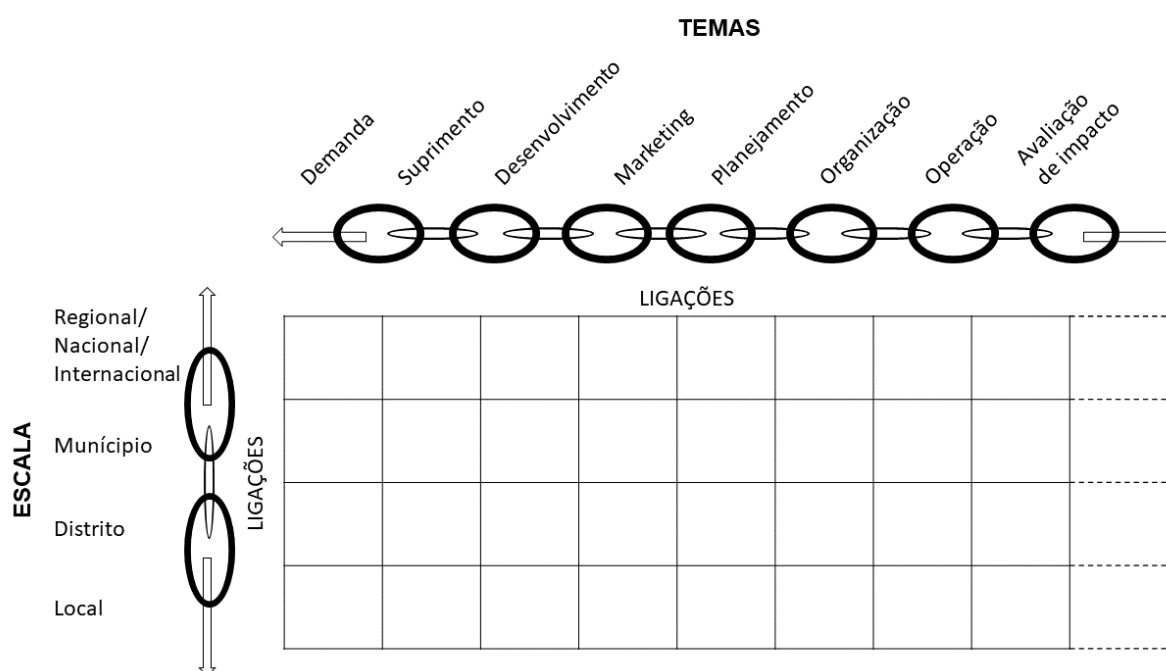 TEMAS
Demanda
Suprimento
Desenvolvimento
Marketing
Planejamento
Organização
Operação
Avaliação
de impacto
LIGAÇÕES
ESCALA
Regional/
Nacional/
Internacional
Munícipio
Distrito
Local
LIGAÇÕES